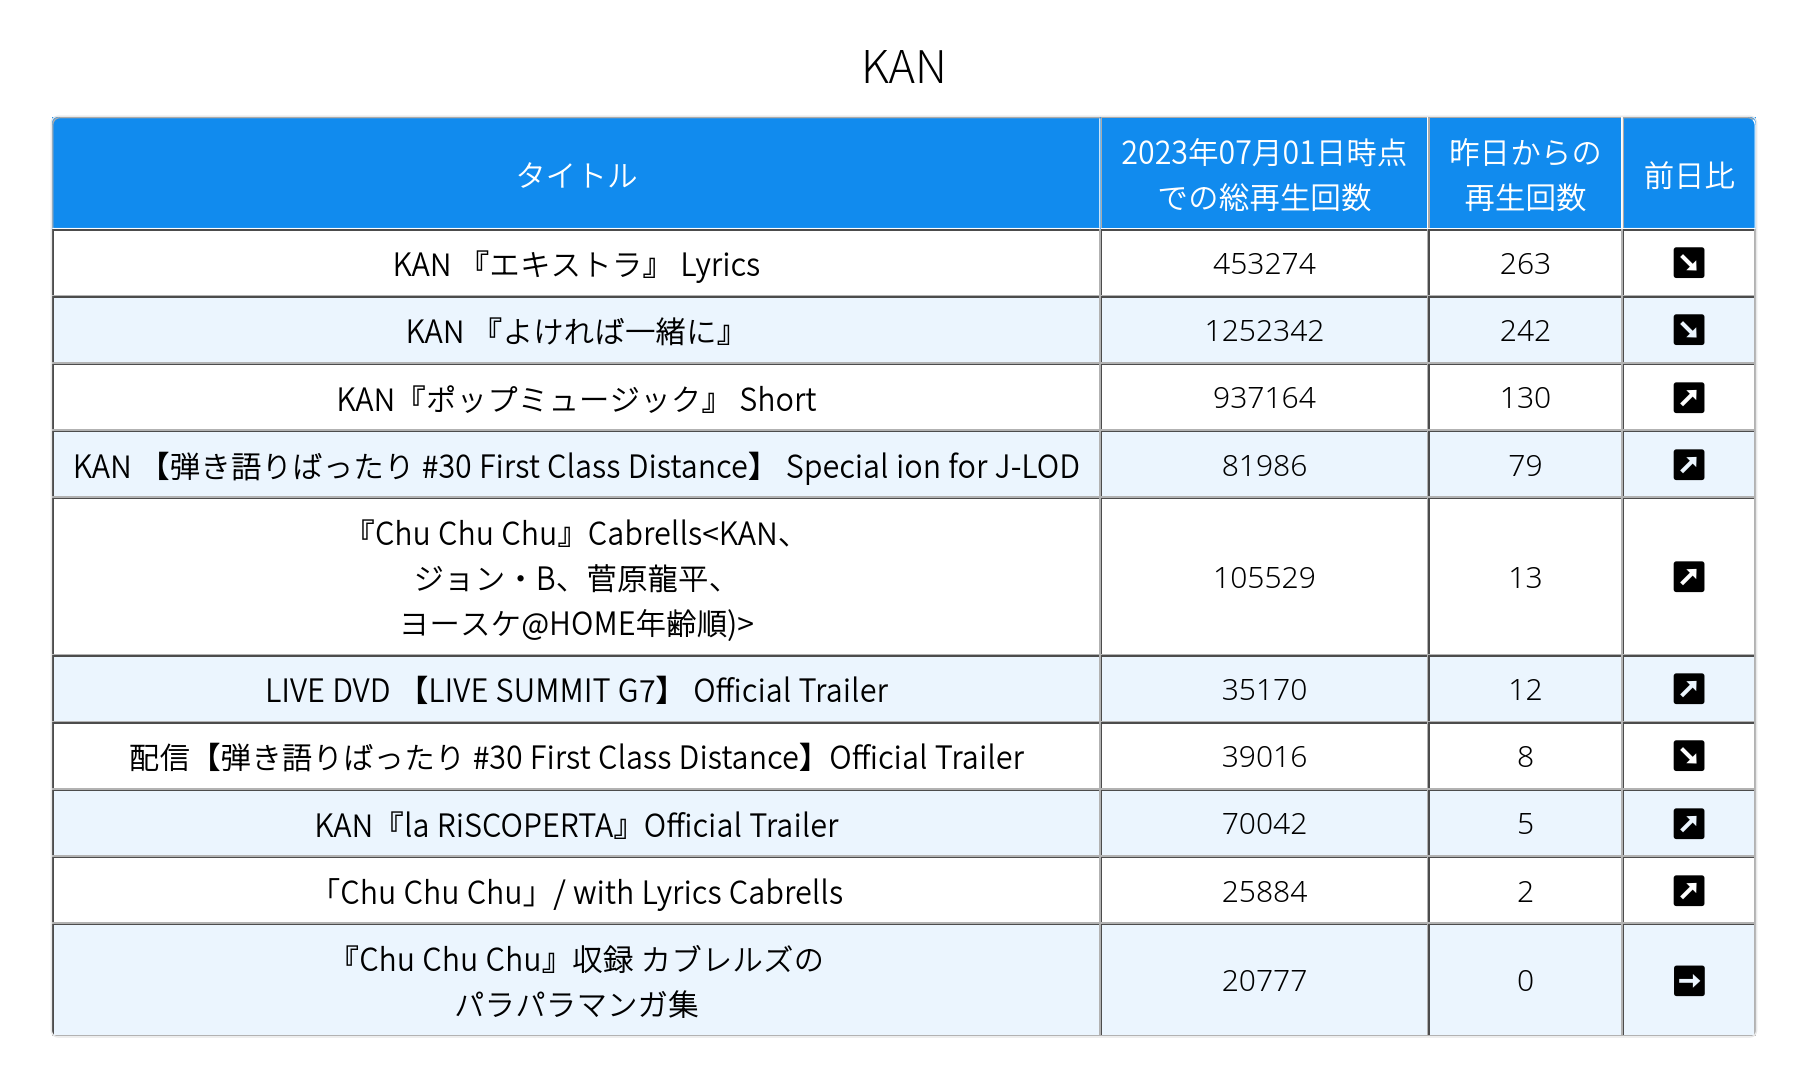 KAN
タイトル
2023年07月01日時点
での総再生回数
昨日からの
再生回数
前日比
KAN 『エキストラ』 Lyrics
453274
263
KAN 『よければ一緒に』
1252342
242
KAN『ポップミュージック』 Short
937164
130
KAN 【弾き語りばったり #30 First Class Distance】 Special ion for J-LOD
81986
79
『Chu Chu Chu』Cabrells<KAN、
ジョン・B、菅原龍平、
ヨースケ@HOME年齢順)>
105529
13
LIVE DVD 【LIVE SUMMIT G7】 Official Trailer
35170
12
配信【弾き語りばったり #30 First Class Distance】Official Trailer
39016
8
KAN『la RiSCOPERTA』Official Trailer
70042
5
「Chu Chu Chu」/ with Lyrics Cabrells
25884
2
『Chu Chu Chu』収録 カブレルズの
パラパラマンガ集
20777
0